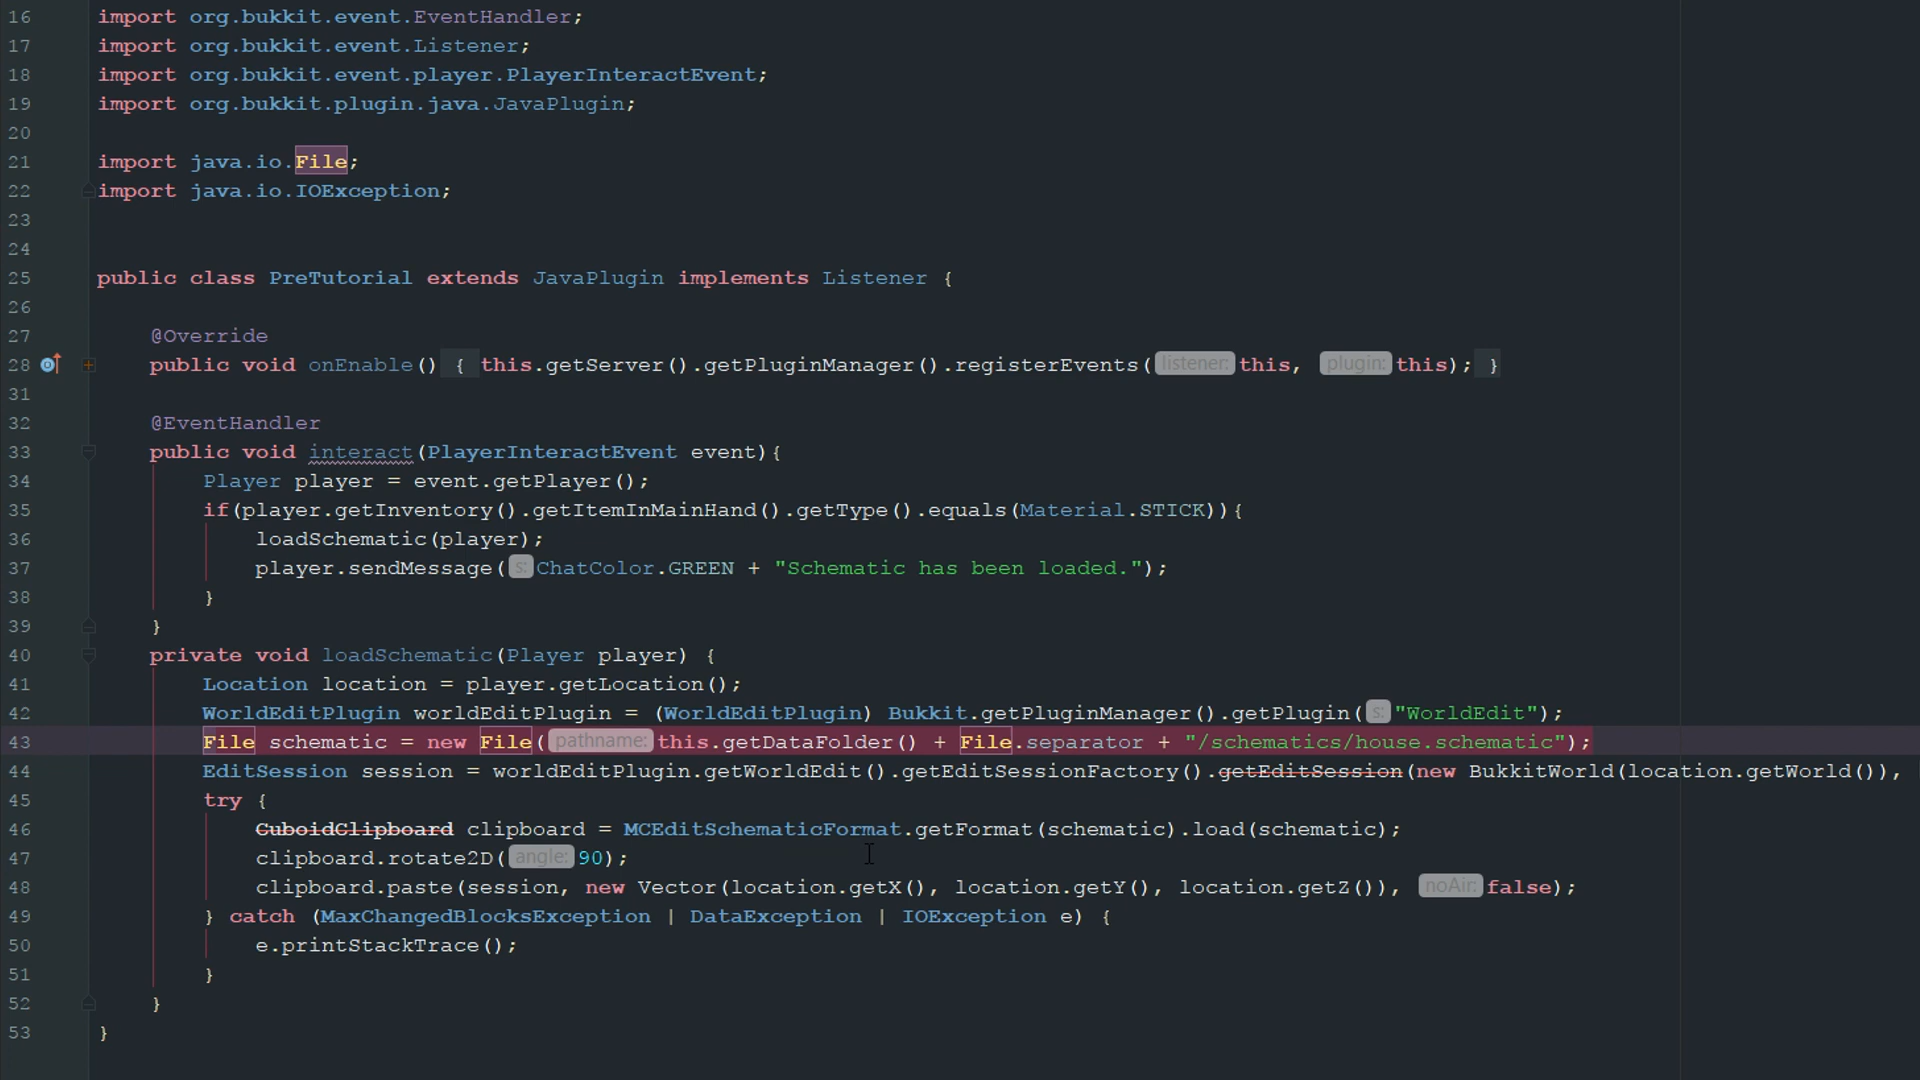 16 import org.bukkit.event.EventHandler;
17 import org.bukkit.event.Listener;
18 import org.bukkit.event.player.PlayerInteractEvent;
19 import org.bukkit.plugin.java.JavaPlugin;
20
21 import java.io.File;
22 import java.io.IOException;
23
24
25 public class PreTutorial extends JavaPlugin implements Listener {
26
27 @Override
28 public void onEnable() { this.getServer().getPluginManager().registerEvents( listener: this, plugin: this); }
31
32 @EventHandler
33 public void interact(PlayerInteractEvent event){
34 Player player = event.getPlayer();
35 if(player.getInventory().getItemInMainHand().getType().equals(Material.STICK)){
36 loadSchematic(player);
37 player.sendMessage( s: ChatColor.GREEN + "Schematic has been loaded.");
38 }
39 }
40 private void loadSchematic(Player player) {
41 Location location = player.getLocation();
42 WorldEditPlugin worldEditPlugin = (WorldEditPlugin) Bukkit.getPluginManager().getPlugin( s: "WorldEdit");
43 File schematic = new File( pathname: this.getDataFolder() + File.separator + "/schematics/house.schematic");
44 EditSession session = worldEditPlugin.getWorldEdit().getEditSessionFactory().getEditSession(new BukkitWorld(location.getWorld()),
45 try {
46 CuboidClipboard clipboard = MCEditSchematicFormat.getFormat(schematic).load(schematic);
47 clipboard.rotate2D( angle: 90);
48 clipboard.paste(session, new Vector(location.getX(), location.getY(), location.getZ()), noAir: false);
49 } catch (MaxChangedBlocksException | DataException | IOException e) {
50 e.printStackTrace();
51 }
52 }
53 }